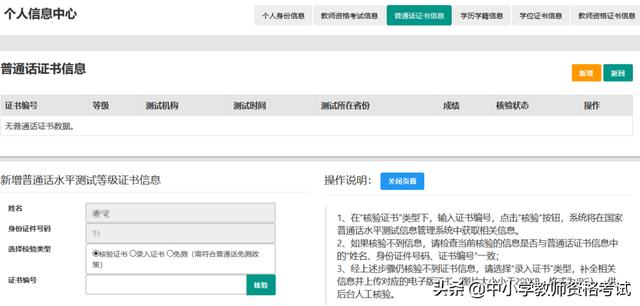 个人信息中心
个人身份信息 教师资格考试信息 普通话证书信息 学历学籍信息 学位证书信息 教师资格证书信息
普通话证书信息
新增 返回
证书编号 等级 测试机构 测试时间 测试所在省份 成绩 核验状态 操作
无普通话证书数据。
新增普通话水平测试等级证书信息
操作说明： 关闭页面
姓名
身份证件号码
选择校验类型
核验证书 录入证书 免测（需符合普通话免测政
策）
证书编号 核验
1、在"核验证书"类型下，输入证书编号，点击"核验"按钮，系统将在国家
普通话水平测试信息管理系统中获取相关信息。
2、如果核验不到信息，请检查当前核验的信息是否与普通话证书信息中
的"姓名、身份证件号码、证书编号"一致；
3、经上述步骤仍核验不到证书信息，请选择"录入证书"类型，补全相关
信息并上传对应的电子版证
后台人工核验。
头条 @中小学教师资格考试